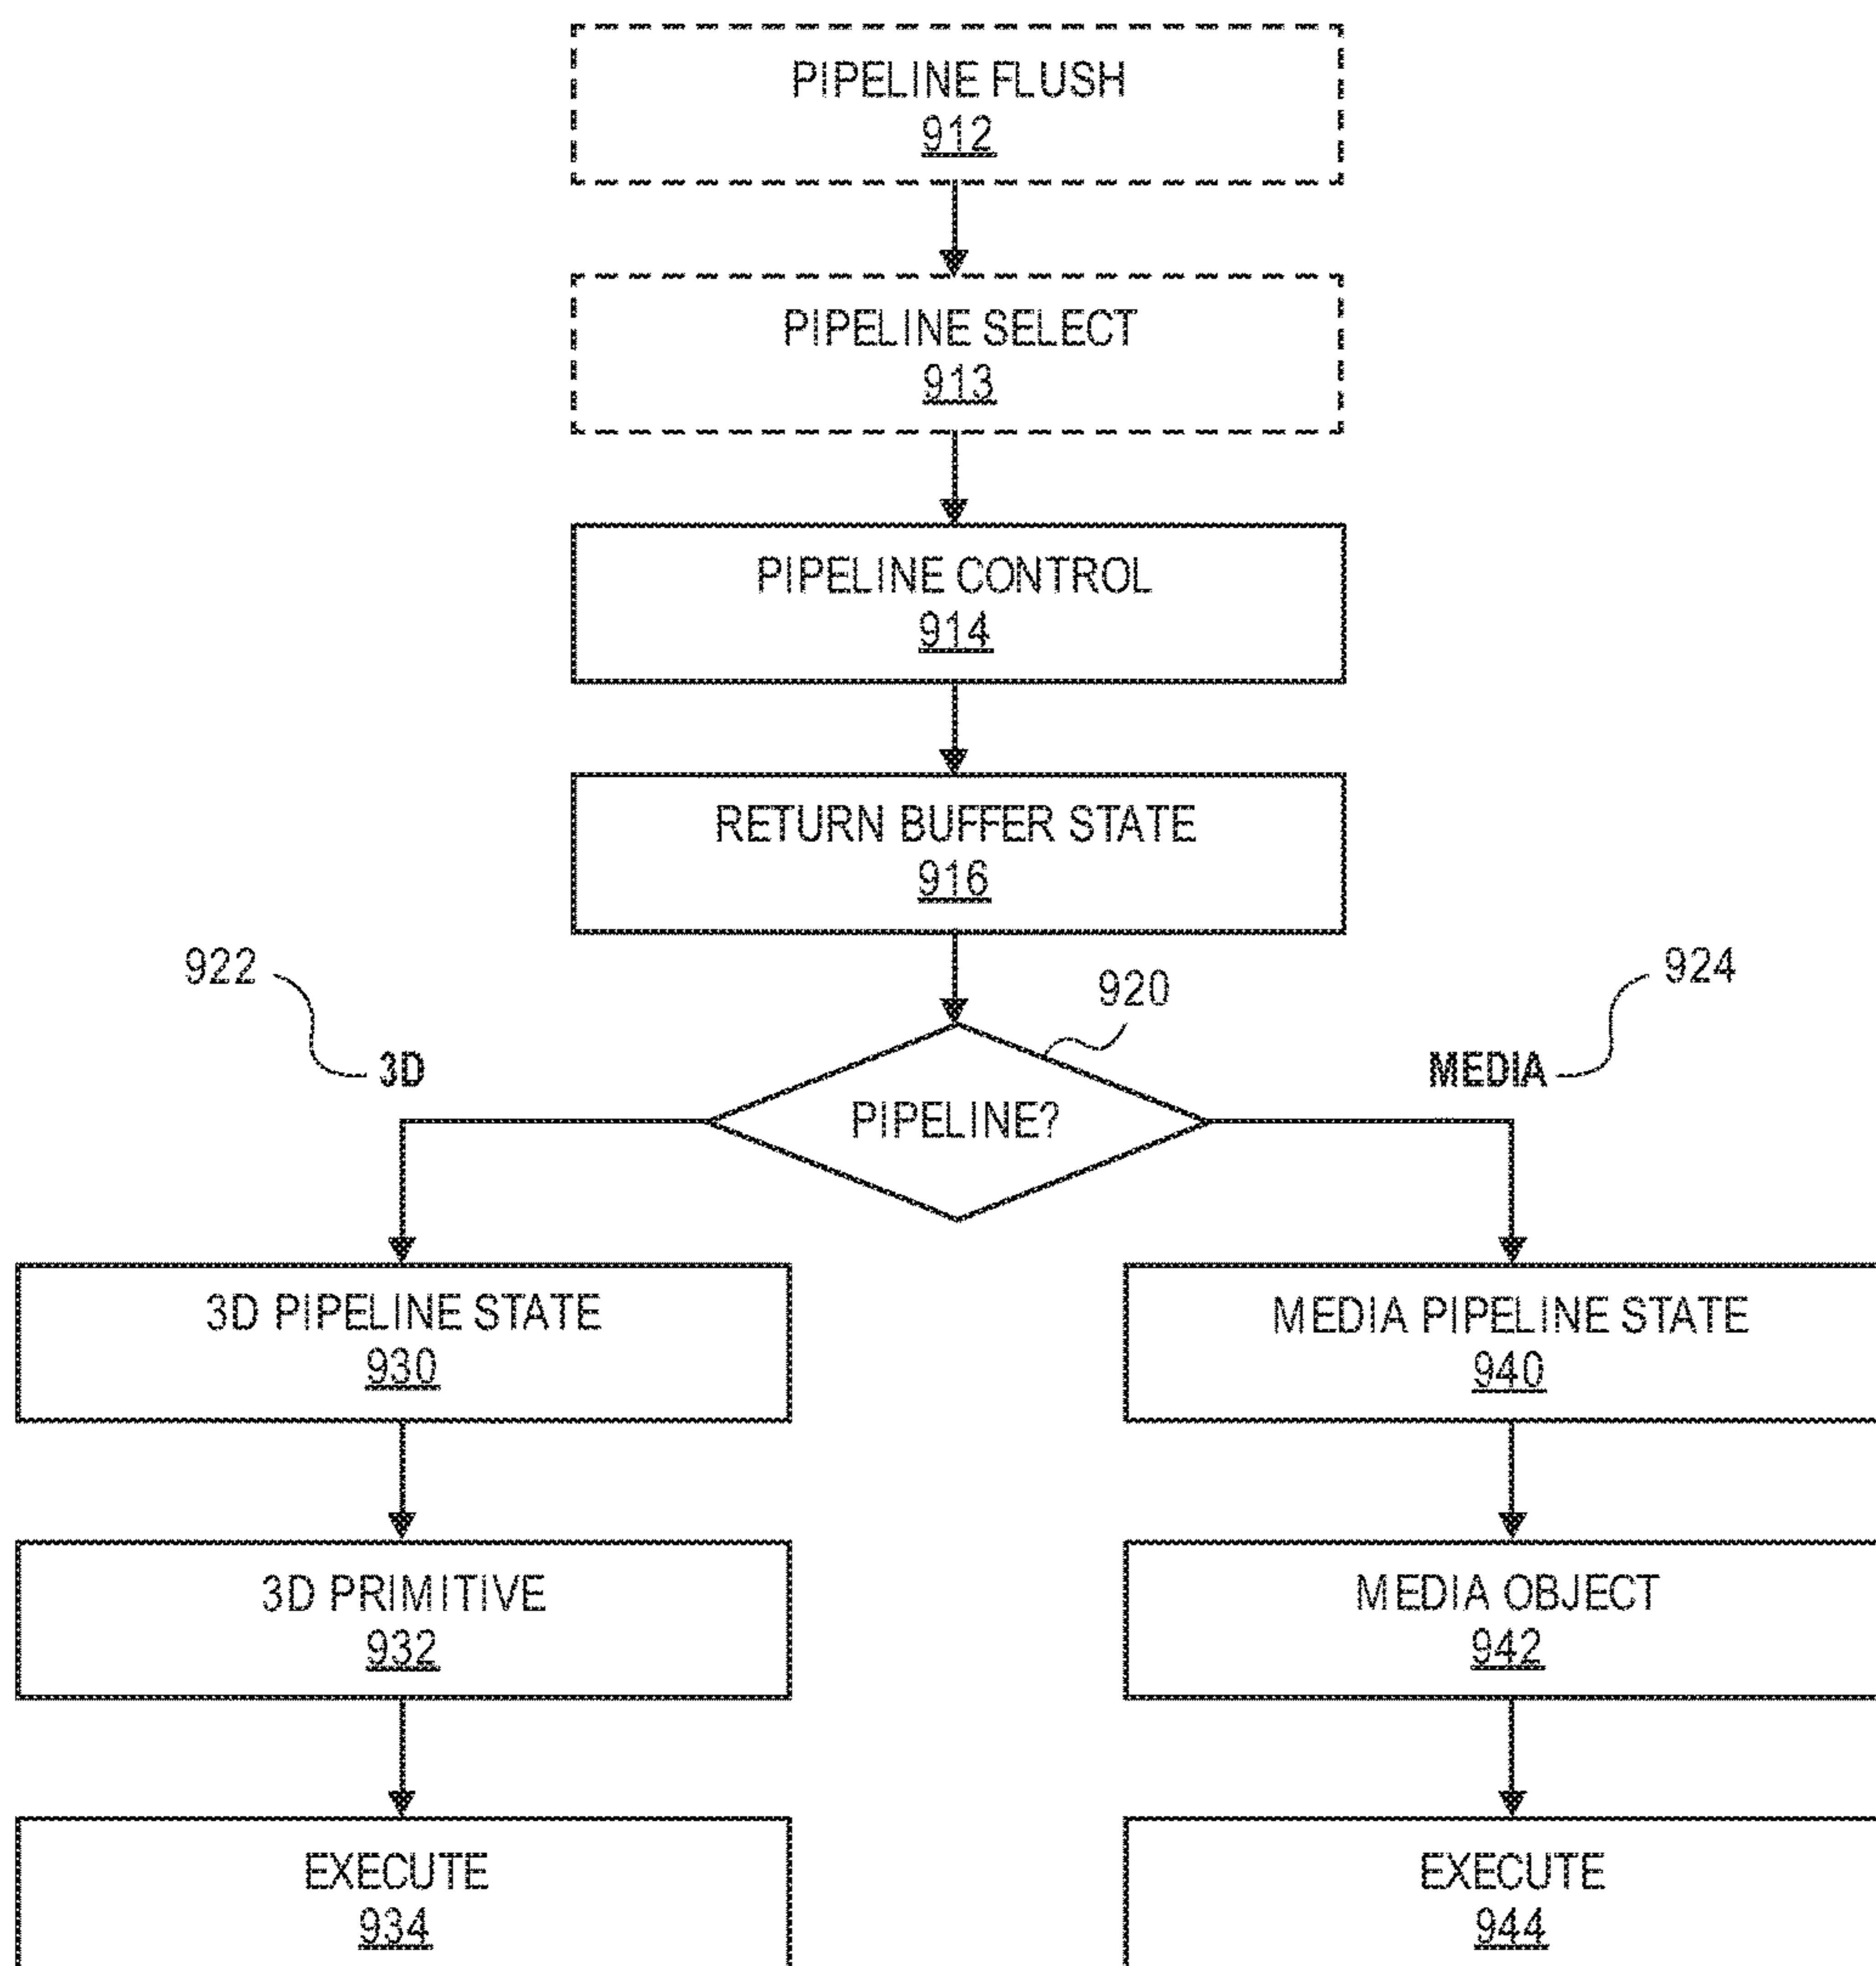 PIPELINE FLUSH
912
PIPELINE SELECT
913
PIPELINE CONTROL
914
RETURN BUFFER STATE
916
922
920
924
3D
MEDIA
PIPELINE?
3D PIPELINE STATE
930
MEDIA PIPELINE STATE
940
3D PRIMITIVE
932
MEDIA OBJECT
942
EXECUTE
934
EXECUTE
944